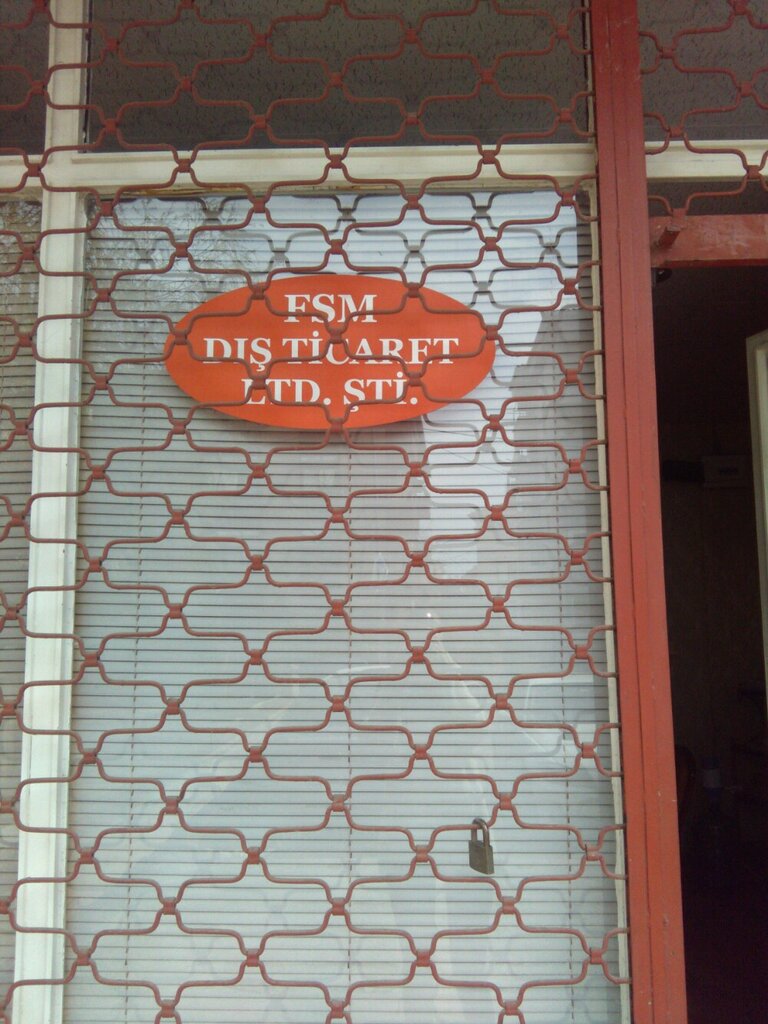 FSM
DIŞ TİCARET
LTD. ŞTİ.